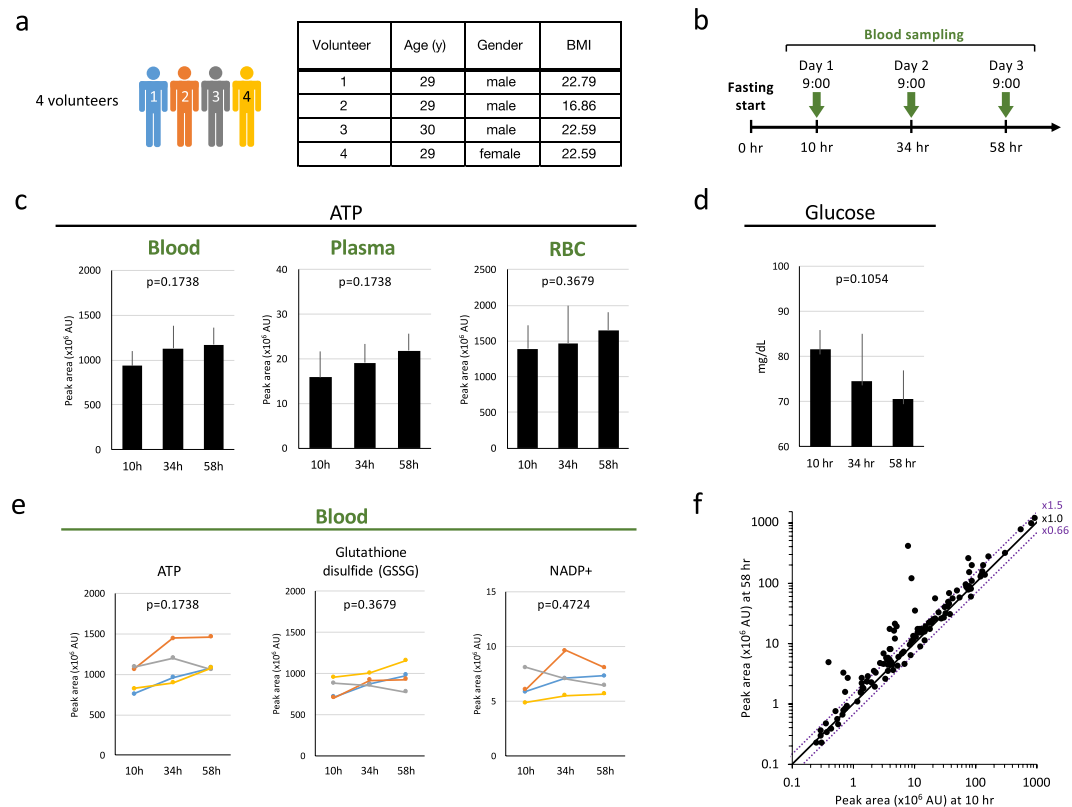 a
4 volunteers
1 2 3 4
Volunteer Age (y) Gender BMI
1 29 male 22.79
2 29 male 16.86
3 30 male 22.59
4 29 female 22.59
b
Blood sampling
Day 1 Day 2 Day 3
9:00 9:00 9:00
Fasting
start
0 hr 10 hr 34 hr 58 hr
c
ATP
Blood
Peak area (x10⁶ AU)
2000
1500
1000
500
0
p=0.1738
10h 34h 58h
Plasma
Peak area (x10⁶ AU)
40
30
20
10
0
p=0.1738
10h 34h 58h
RBC
Peak area (x10⁶ AU)
2500
2000
1500
1000
500
0
p=0.3679
10h 34h 58h
d
Glucose
mg/dL
100
90
80
70
60
p=0.1054
10 hr 34 hr 58 hr
e
Blood
ATP
Peak area (x10⁶ AU)
2000
1500
1000
500
0
p=0.1738
10h 34h 58h
Glutathione
disulfide (GSSG)
Peak area (x10⁶ AU)
2000
1500
1000
500
0
p=0.3679
10h 34h 58h
NADP+
Peak area (x10⁶ AU)
15
10
5
0
p=0.4724
10h 34h 58h
f
Peak area (x10⁶ AU) at 58 hr
1000
100
10
1
0.1
x1.5
x1.0
x0.66
0.1 1 10 100 1000
Peak area (x10⁶ AU) at 10 hr